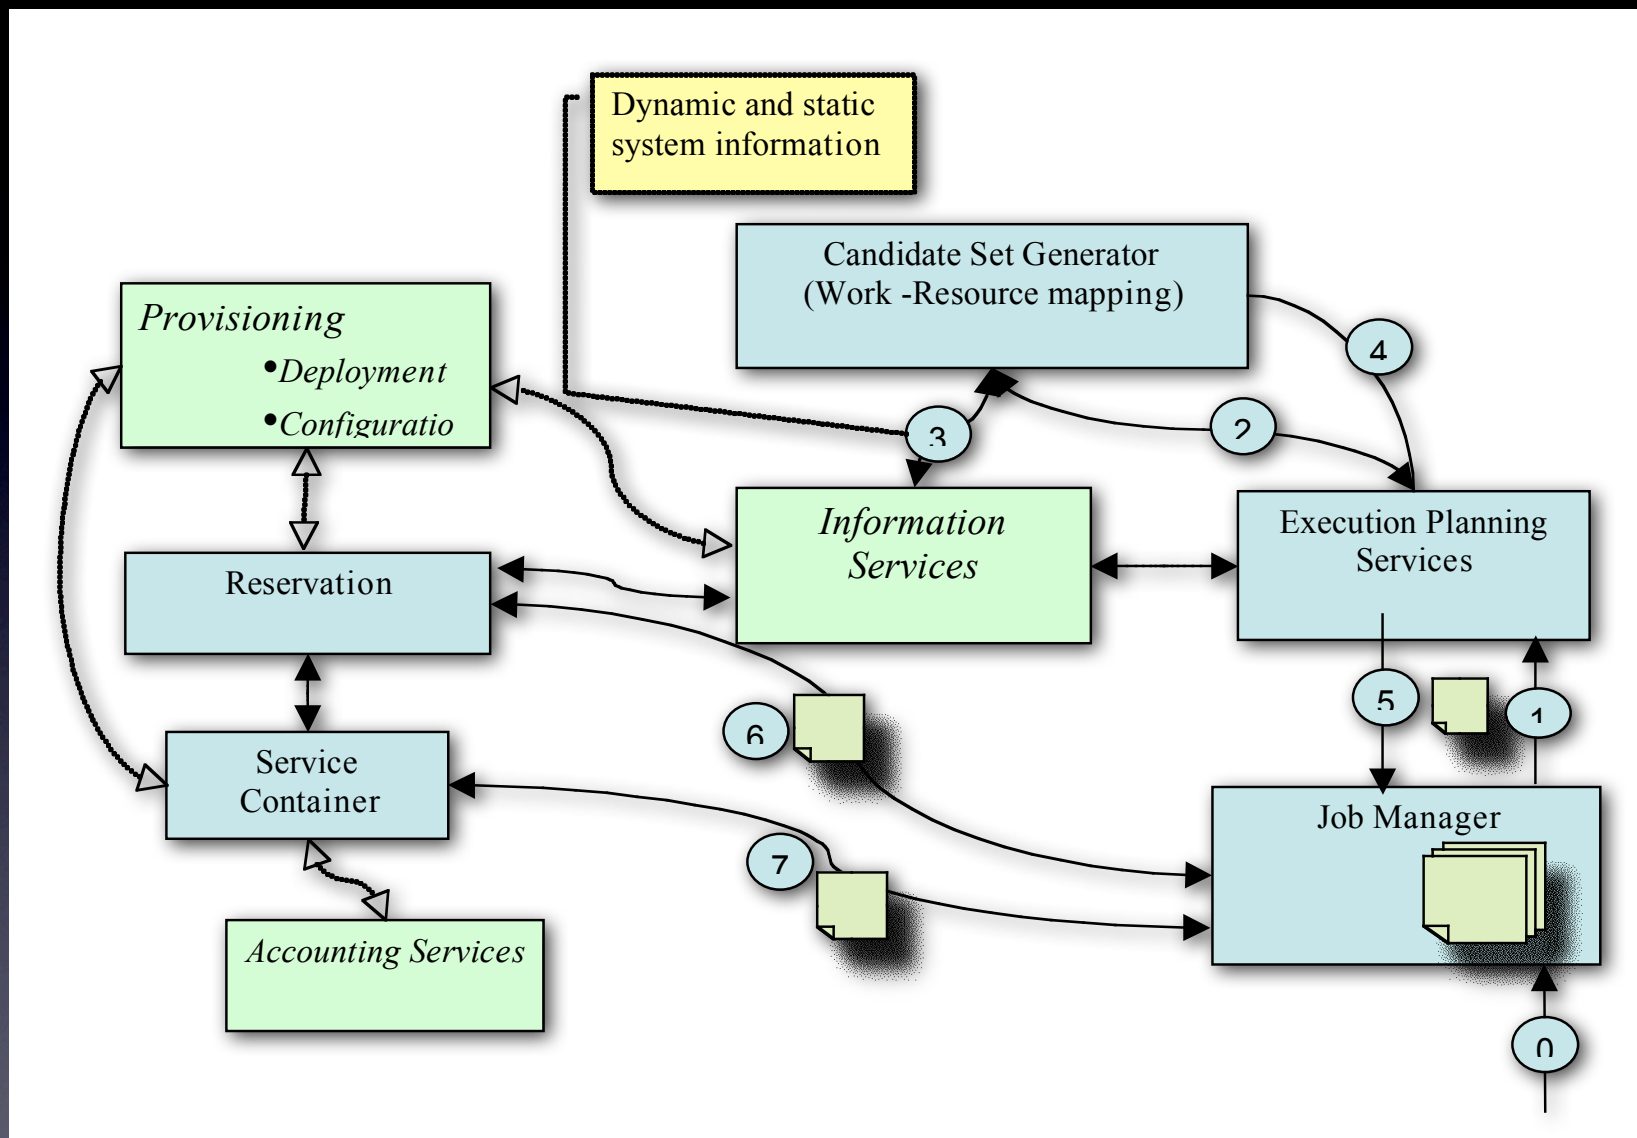 Dynamic and static
system information
Candidate Set Generator
(Work -Resource mapping)
Provisioning
•Deployment
•Configuratio
4
3
2
Information
Services
Execution Planning
Services
Reservation
5
1
6
Service
Container
Job Manager
7
Accounting Services
0